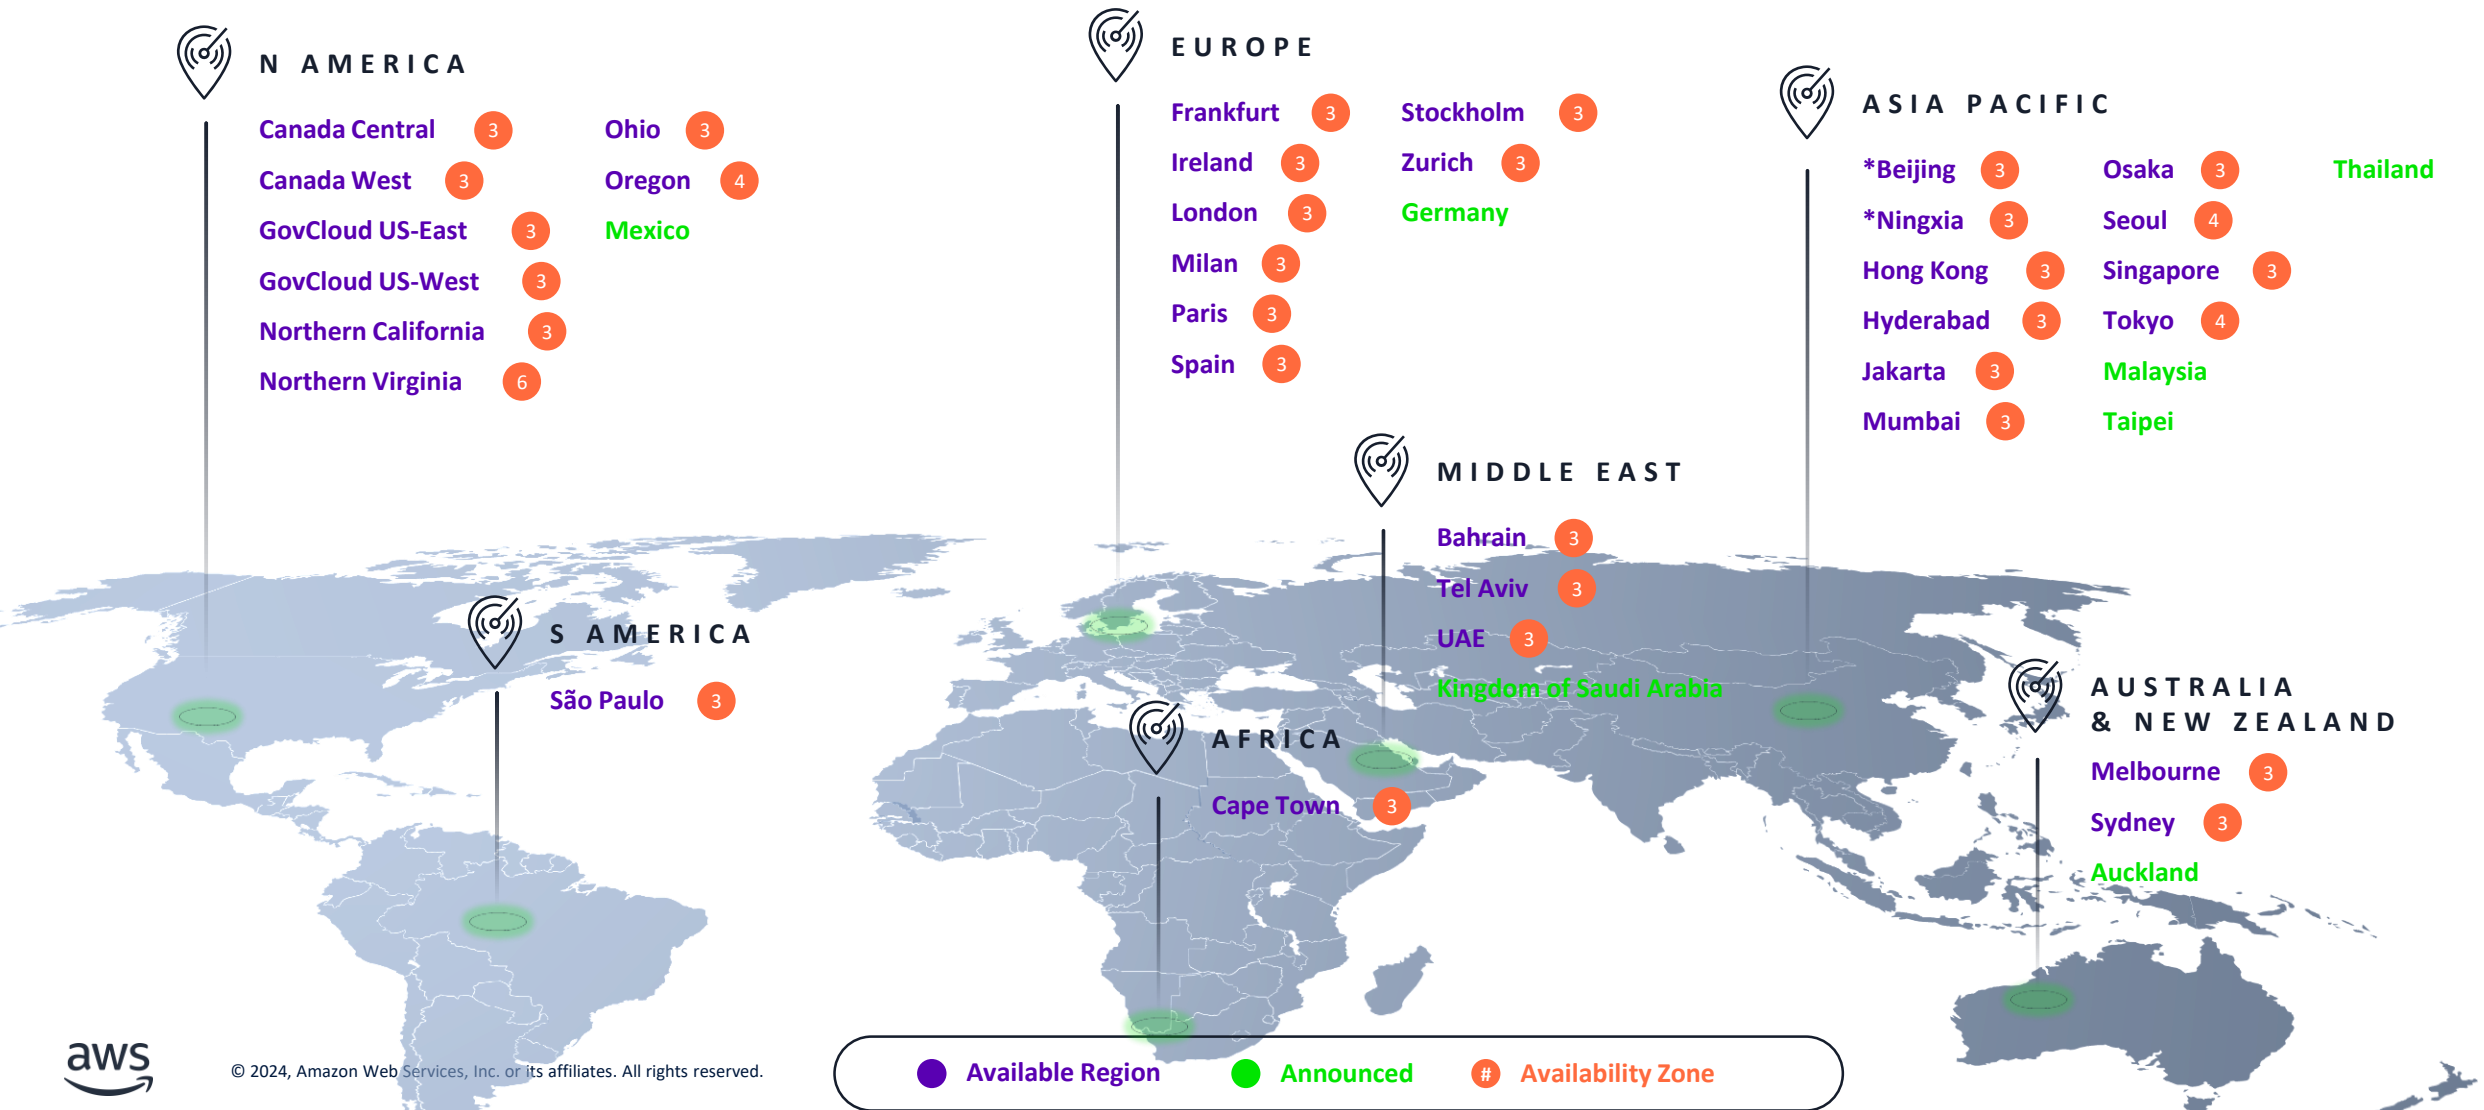 N AMERICA
Canada Central 3
Canada West 3
GovCloud US-East 3
GovCloud US-West 3
Northern California 3
Northern Virginia 6
Ohio 3
Oregon 4
Mexico
S AMERICA
São Paulo 3
EUROPE
Frankfurt 3
Ireland 3
London 3
Milan 3
Paris 3
Spain 3
Stockholm 3
Zurich 3
Germany
MIDDLE EAST
Bahrain 3
Tel Aviv 3
UAE 3
Kingdom of Saudi Arabia
AFRICA
Cape Town 3
ASIA PACIFIC
*Beijing 3
*Ningxia 3
Hong Kong 3
Hyderabad 3
Jakarta 3
Mumbai 3
Osaka 3
Seoul 4
Singapore 3
Tokyo 4
Malaysia
Taipei
Thailand
AUSTRALIA
& NEW ZEALAND
Melbourne 3
Sydney 3
Auckland
aws
© 2024, Amazon Web Services, Inc. or its affiliates. All rights reserved.
Available Region
Announced
# Availability Zone